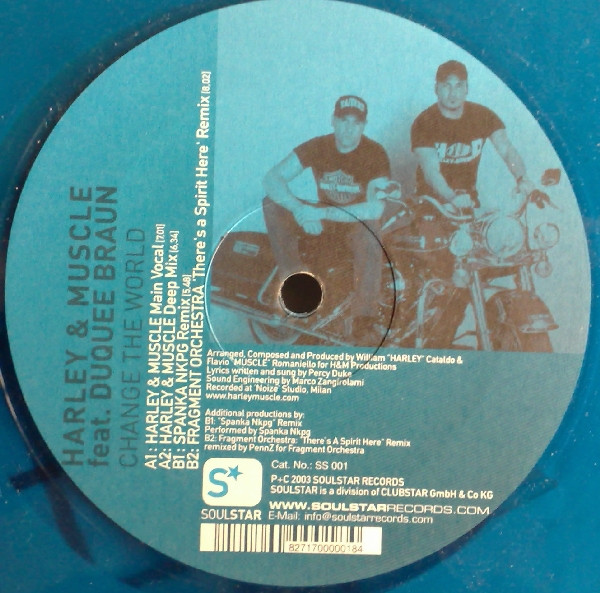 HARLEY & MUSCLE
feat. DUQUEE BRAUN
CHANGE THE WORLD
A1: HARLEY & MUSCLE Main Vocal [7.01]
A2: HARLEY & MUSCLE Deep Mix [6.34]
B1: SPANKA NKPG Remix [5.48]
B2: FRAGMENT ORCHESTRA 'There's a Spirit Here' Remix [8.02]
Arranged, Composed and Produced by William "HARLEY" Cataldo &
Flavio "MUSCLE" Romaniello for H&M Productions
Lyrics written and sung by Percy Duke
Sound Engineering by Marco Zangirolami
Recorded at 'Noize' Studio, Milan
www.harleymuscle.com
Additional productions by:
B1: "Spanka Nkpg" Remix
Performed by Spanka Nkpg
B2: Fragment Orchestra: "There's A Spirit Here" Remix
remixed by PennZ for Fragment Orchestra
Cat. No.: SS 001
P+C 2003 SOULSTAR RECORDS
SOULSTAR is a division of CLUBSTAR GmbH & Co KG
S
SOULSTAR
WWW.SOULSTARRECORDS.COM
E-Mail: info@soulstarrecords.com
8271700000184